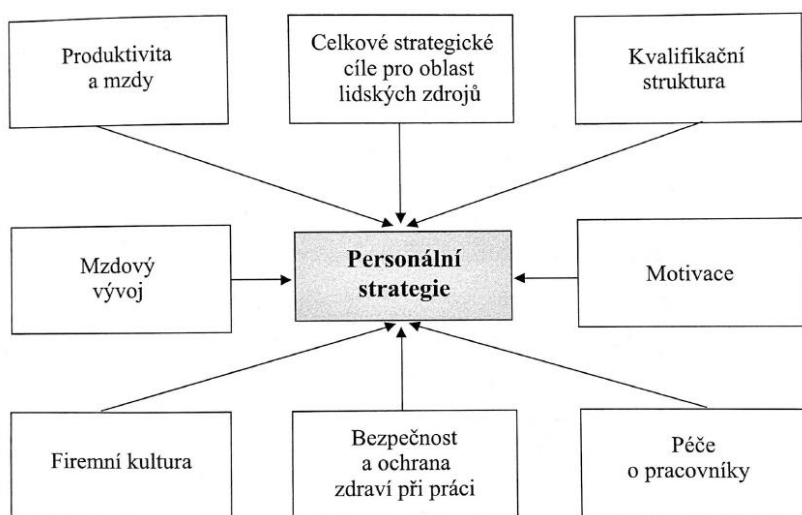 Produktivita
a mzdy
Celkové strategické
cíle pro oblast
lidských zdrojů
Kvalifikační
struktura
Mzdový
vývoj
Personální
strategie
Motivace
Firemní kultura
Bezpečnost
a ochrana
zdraví při práci
Péče
o pracovníky